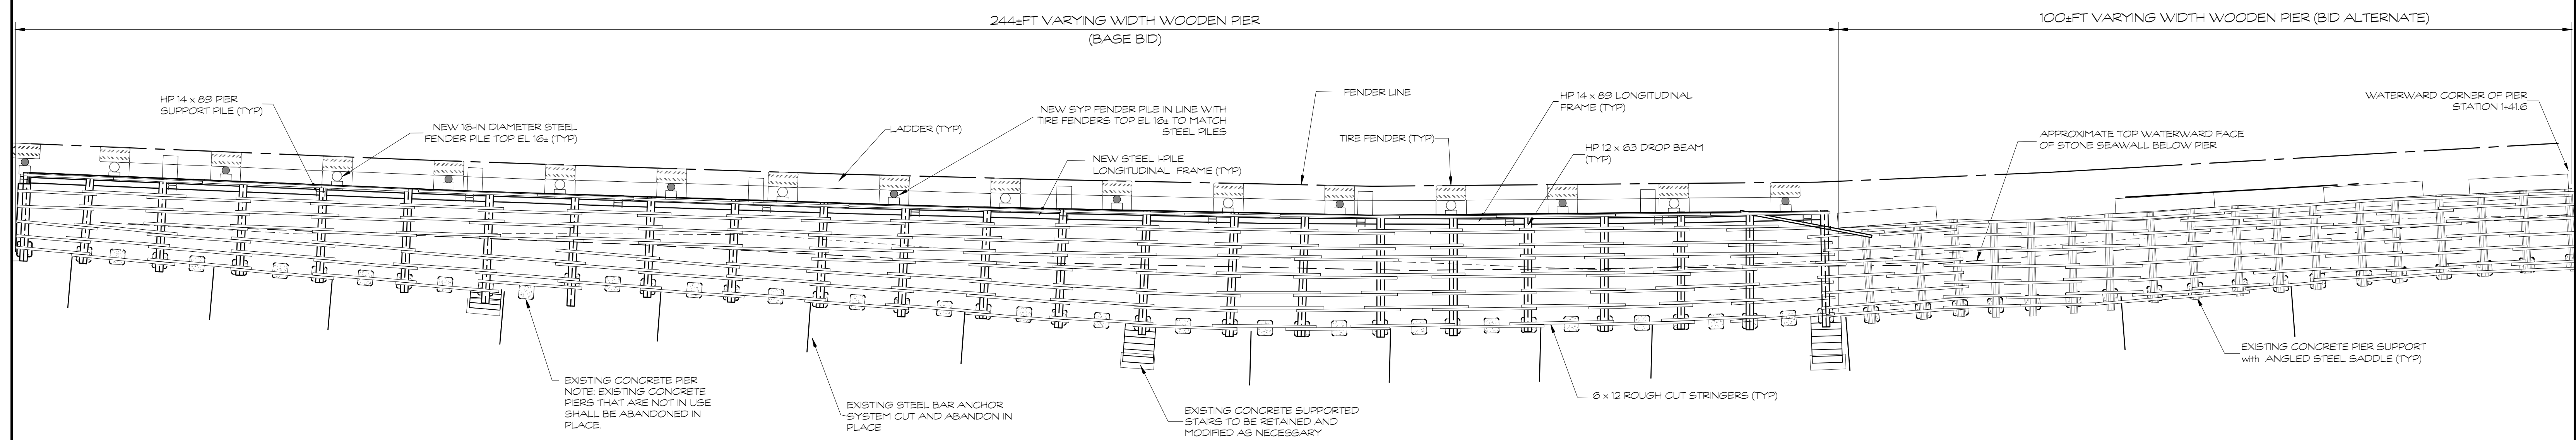 244±FT VARYING WIDTH WOODEN PIER
(BASE BID)
100±FT VARYING WIDTH WOODEN PIER (BID ALTERNATE)
HP 14 x 89 PIER
SUPPORT PILE (TYP)
NEW 16-IN DIAMETER STEEL
FENDER PILE TOP EL 16± (TYP)
LADDER (TYP)
NEW SYP FENDER PILE IN LINE WITH
TIRE FENDERS TOP EL 16± TO MATCH
STEEL PILES
NEW STEEL I-PILE
LONGITUDINAL FRAME (TYP)
FENDER LINE
TIRE FENDER (TYP)
HP 14 x 89 LONGITUDINAL
FRAME (TYP)
HP 12 x 63 DROP BEAM
(TYP)
WATERWARD CORNER OF PIER
STATION 1+41.6
APPROXIMATE TOP WATERWARD FACE
OF STONE SEAWALL BELOW PIER
EXISTING CONCRETE PIER
NOTE: EXISTING CONCRETE
PIERS THAT ARE NOT IN USE
SHALL BE ABANDONED IN
PLACE.
EXISTING STEEL BAR ANCHOR
SYSTEM CUT AND ABANDON IN
PLACE
EXISTING CONCRETE SUPPORTED
STAIRS TO BE RETAINED AND
MODIFIED AS NECESSARY
6 x 12 ROUGH CUT STRINGERS (TYP)
EXISTING CONCRETE PIER SUPPORT
with ANGLED STEEL SADDLE (TYP)